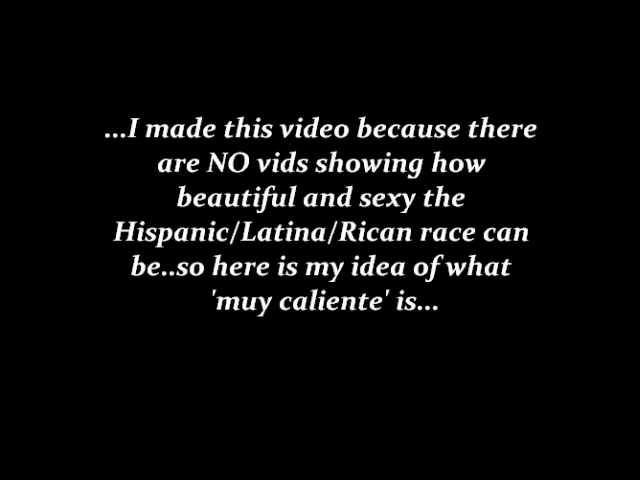 ...I made this video because there
are NO vids showing how
beautiful and sexy the
Hispanic/Latina/Rican race can
be..so here is my idea of what
'muy caliente' is...